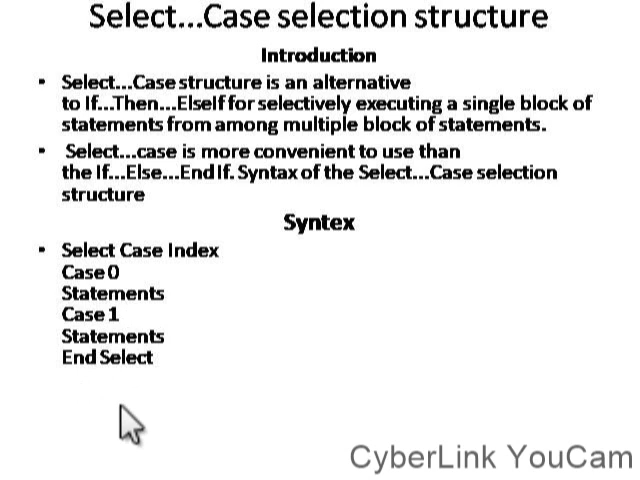 Select...Case selection structure
Introduction
• Select...Case structure is an alternative
to If...Then...ElseIf for selectively executing a single block of
statements from among multiple block of statements.
• Select...case is more convenient to use than
the If...Else...End If. Syntax of the Select...Case selection
structure
Syntex
• Select Case Index
Case 0
Statements
Case 1
Statements
End Select
CyberLink YouCam